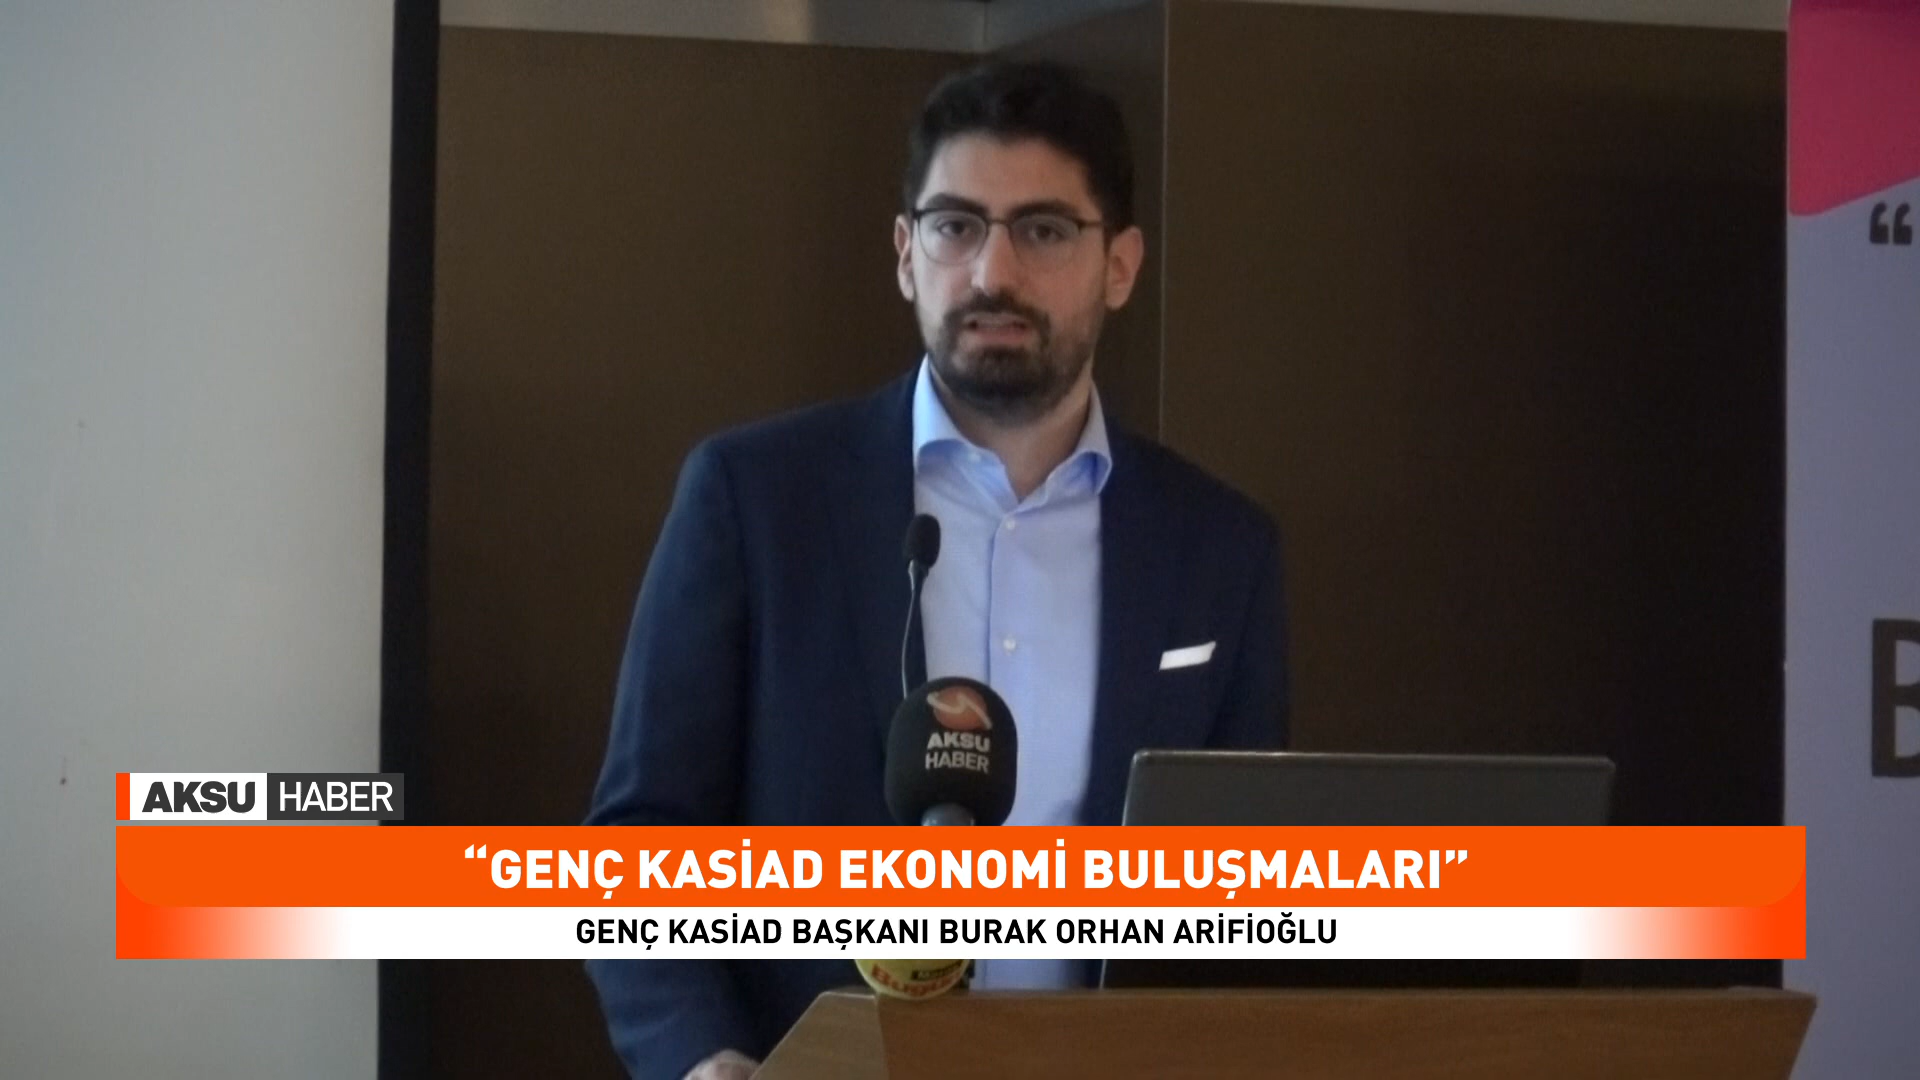 “
B
AKSU
HABER
AKSU HABER
“GENÇ KASİAD EKONOMİ BULUŞMALARI”
GENÇ KASİAD BAŞKANI BURAK ORHAN ARİFİOĞLU